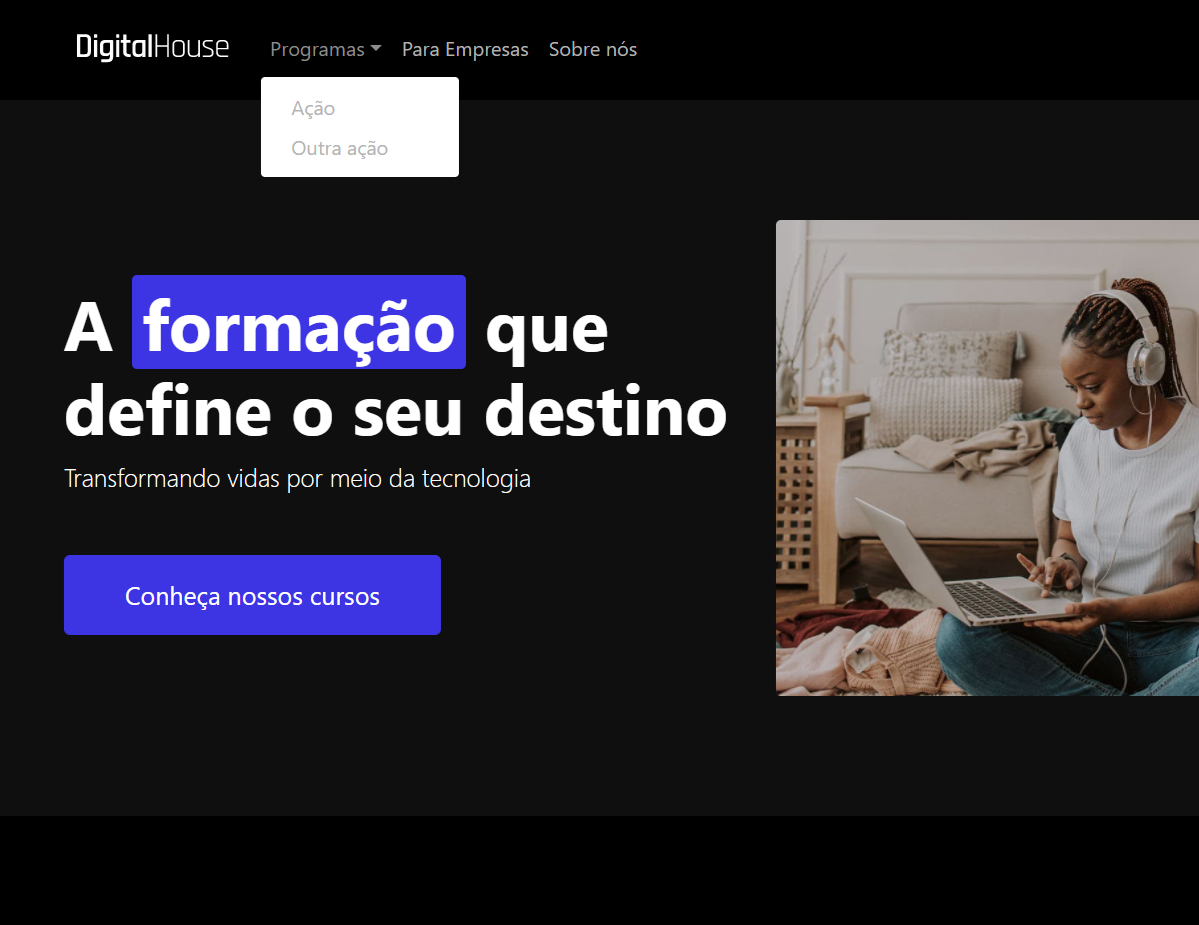 DigitalHouse
Programas
Para Empresas
Sobre nós
Ação
Outra ação
A formação que
define o seu destino
Transformando vidas por meio da tecnologia
Conheça nossos cursos